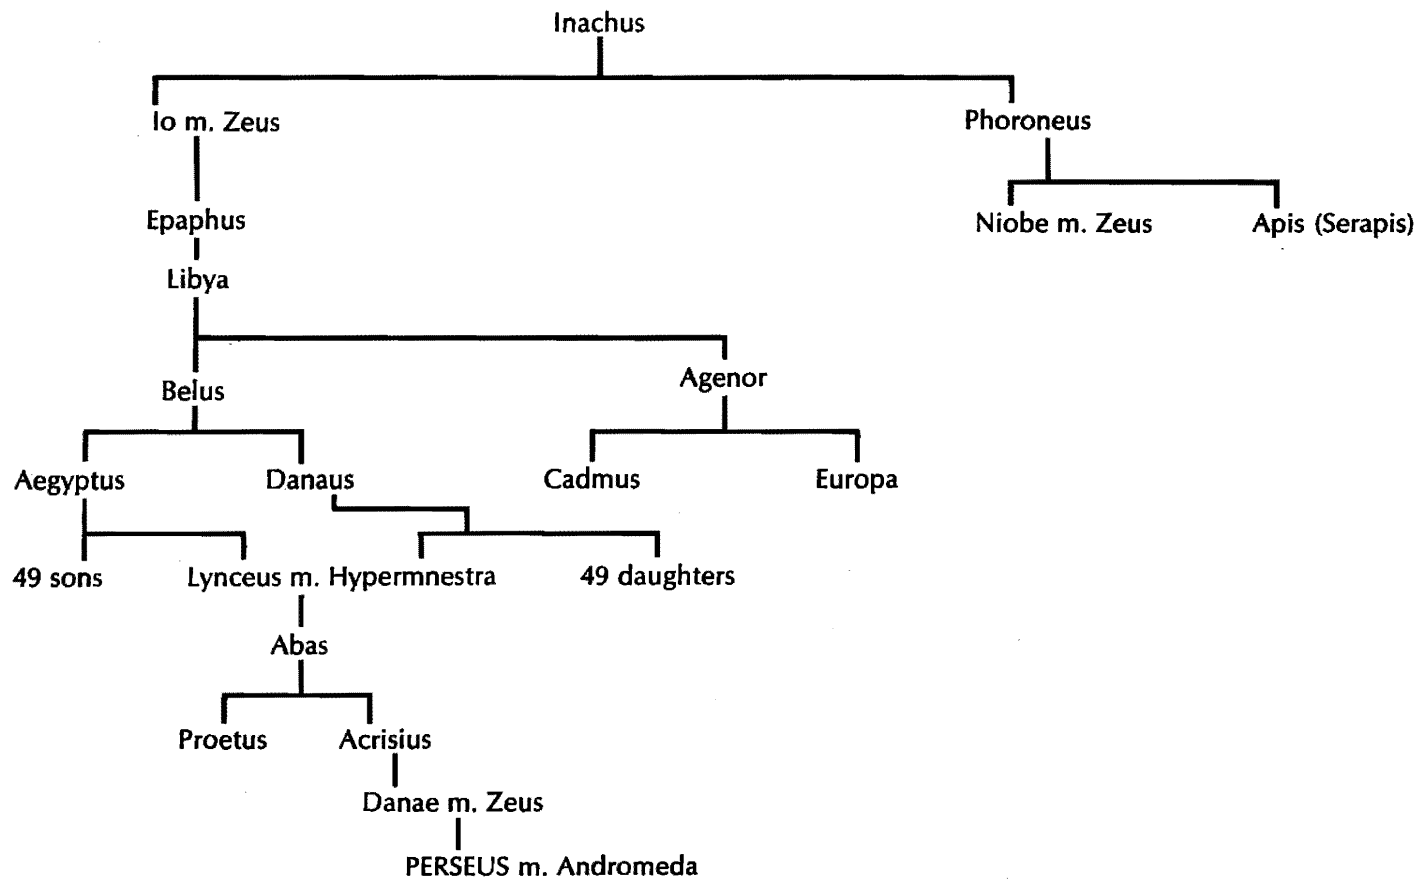 Inachus
Io m. Zeus
Phoroneus
Epaphus
Niobe m. Zeus
Apis (Serapis)
Libya
Belus
Agenor
Aegyptus
Danaus
Cadmus
Europa
49 sons
Lynceus m. Hypermnestra
49 daughters
Abas
Proetus
Acrisius
Danae m. Zeus
PERSEUS m. Andromeda